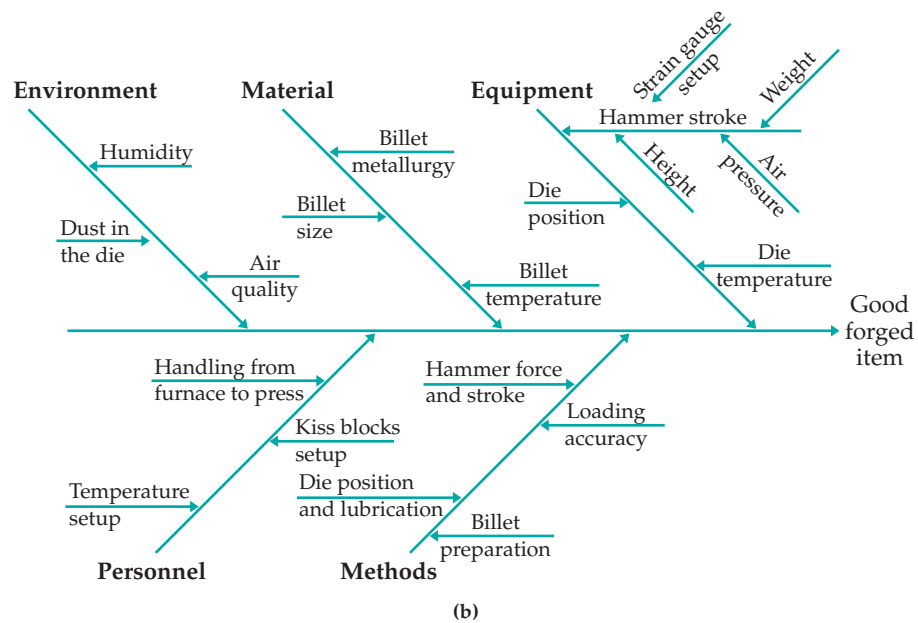 Environment
Material
Equipment
Strain gauge
setup
Weight
Hammer stroke
Height
Air
pressure
Humidity
Billet
metallurgy
Die
position
Dust in
the die
Billet
size
Air
quality
Billet
temperature
Die
temperature
Good
forged
item
Handling from
furnace to press
Hammer force
and stroke
Kiss blocks
setup
Loading
accuracy
Temperature
setup
Die position
and lubrication
Billet
preparation
Personnel
Methods
(b)